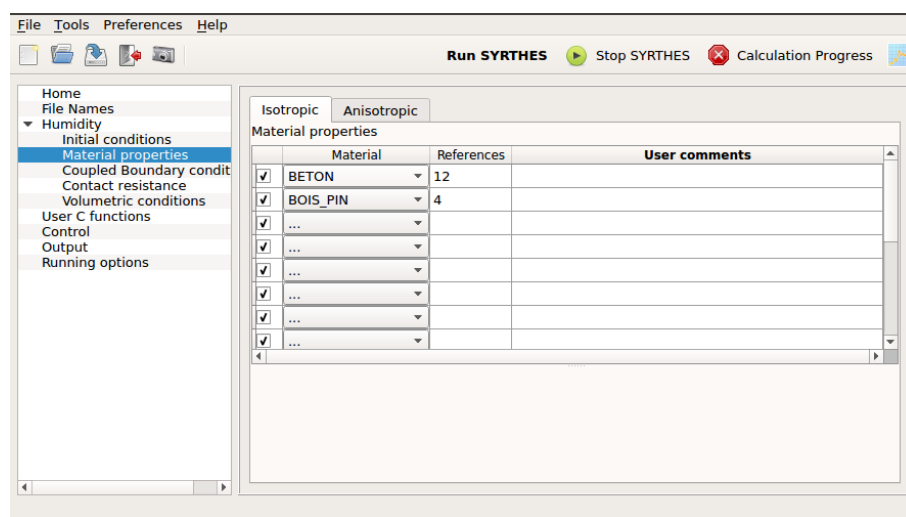 File Tools Preferences Help
Run SYRTHES Stop SYRTHES Calculation Progress
Home
File Names
Humidity
Initial conditions
Material properties
Coupled Boundary condit
Contact resistance
Volumetric conditions
User C functions
Control
Output
Running options
Isotropic Anisotropic
Material properties
Material References User comments
BETON 12
BOIS_PIN 4
...
...
...
...
...
...